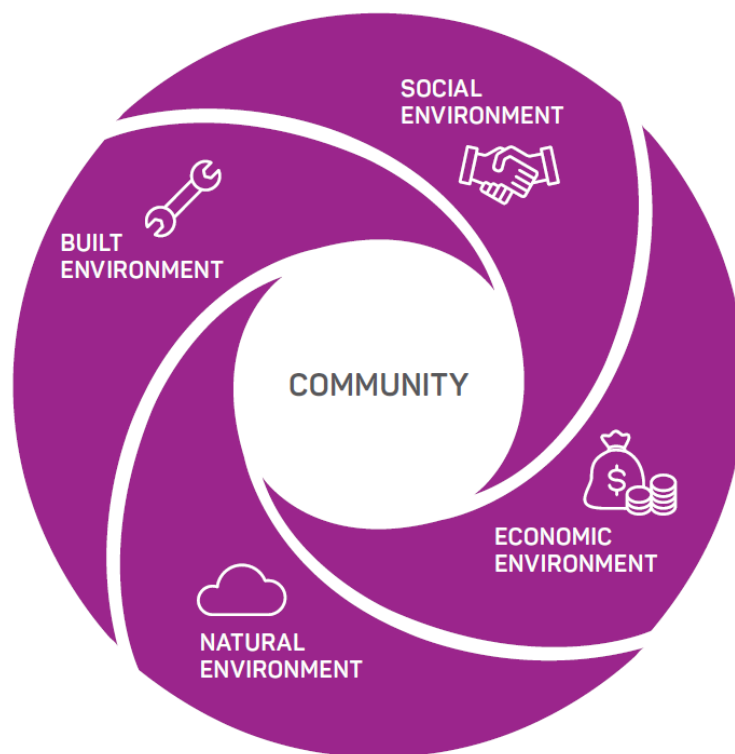 SOCIAL
ENVIRONMENT
BUILT
ENVIRONMENT
COMMUNITY
$
ECONOMIC
ENVIRONMENT
NATURAL
ENVIRONMENT